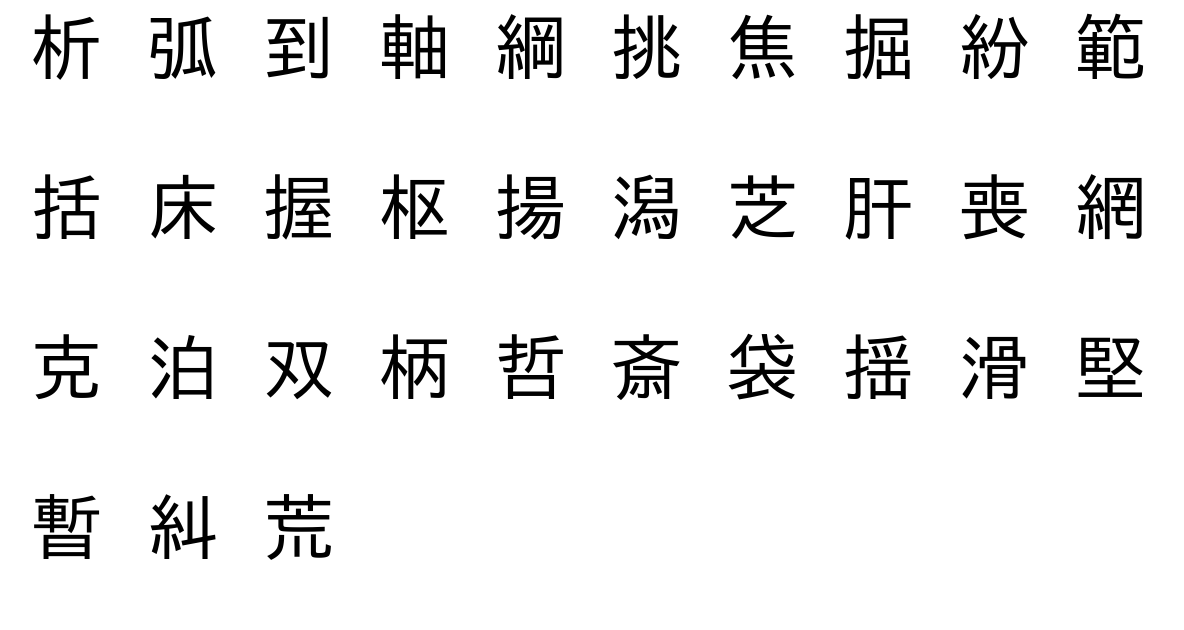 析 弧 到 軸 綱 挑 焦 掘 紛 範
括 床 握 枢 揚 潟 芝 肝 喪 網
克 泊 双 柄 哲 斎 袋 揺 滑 堅
暫 糾 荒